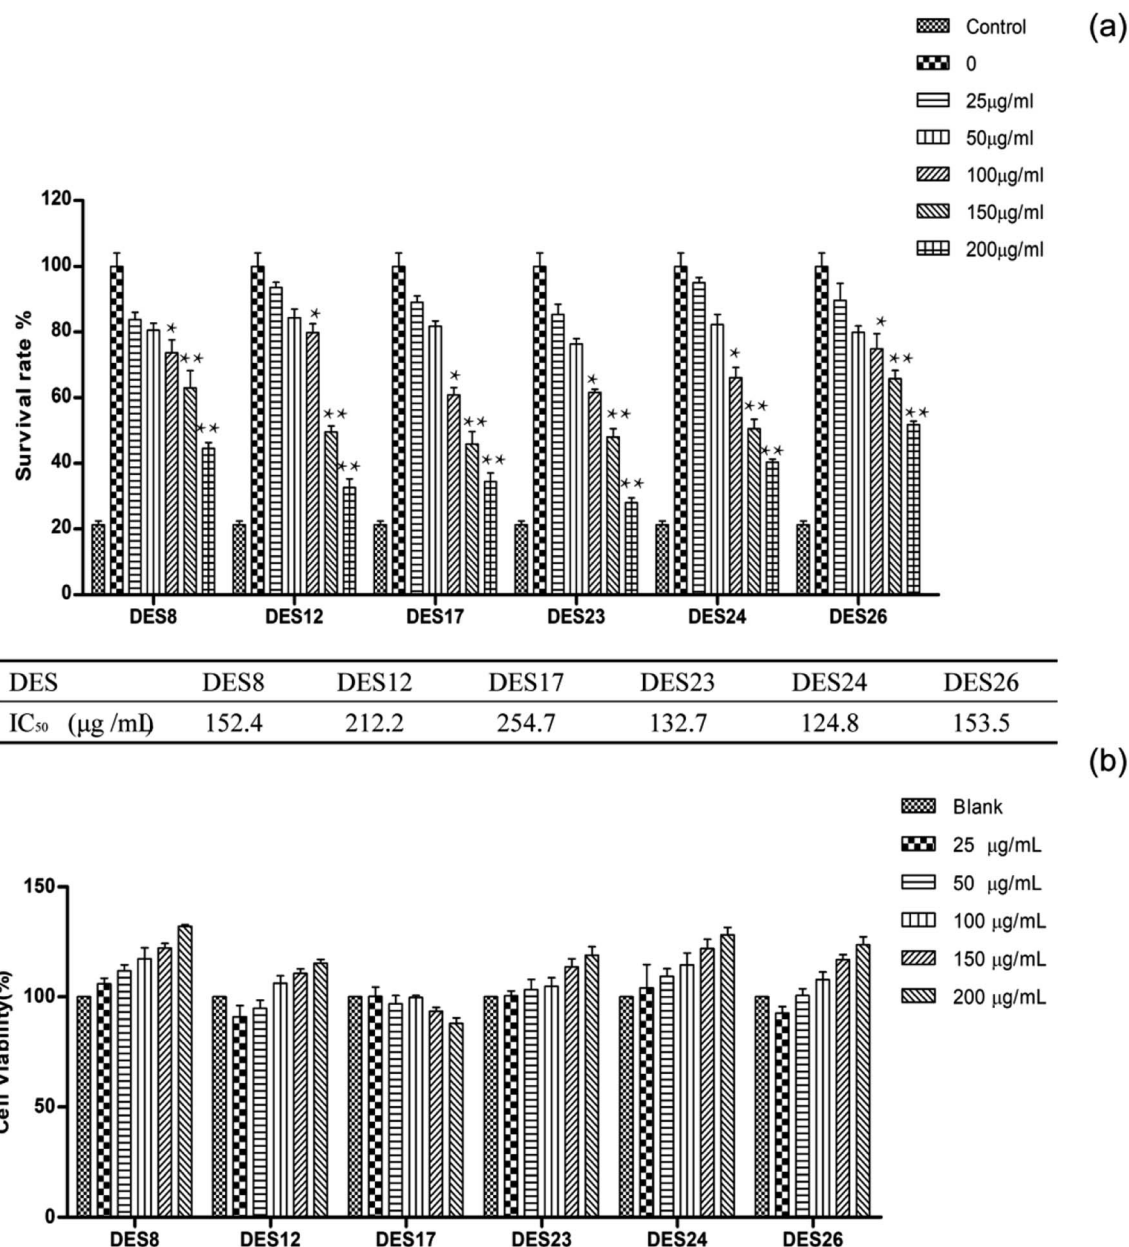 (a)
Control
0
25μg/ml
50μg/ml
100μg/ml
150μg/ml
200μg/ml
Survival rate %
120
100
80
60
40
20
0
* ** **
* ** **
* ** **
* ** **
* ** **
* ** **
DES8 DES12 DES17 DES23 DES24 DES26
DES DES8 DES12 DES17 DES23 DES24 DES26
IC₅₀ (μg /mL) 152.4 212.2 254.7 132.7 124.8 153.5
(b)
Blank
25 μg/mL
50 μg/mL
100 μg/mL
150 μg/mL
200 μg/mL
Cell Viability(%)
150
100
50
0
DES8 DES12 DES17 DES23 DES24 DES26